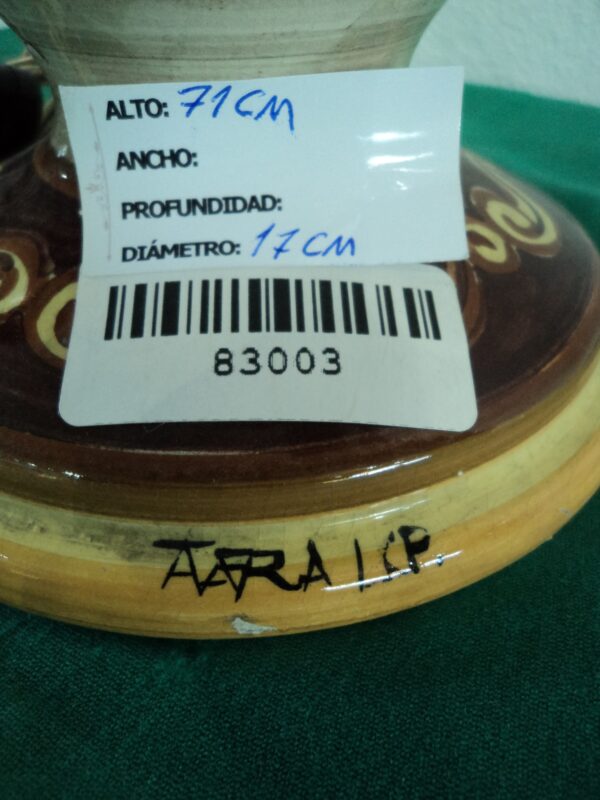 ALTO: 71 CM
ANCHO:
PROFUNDIDAD:
DIÁMETRO: 17 CM
83003